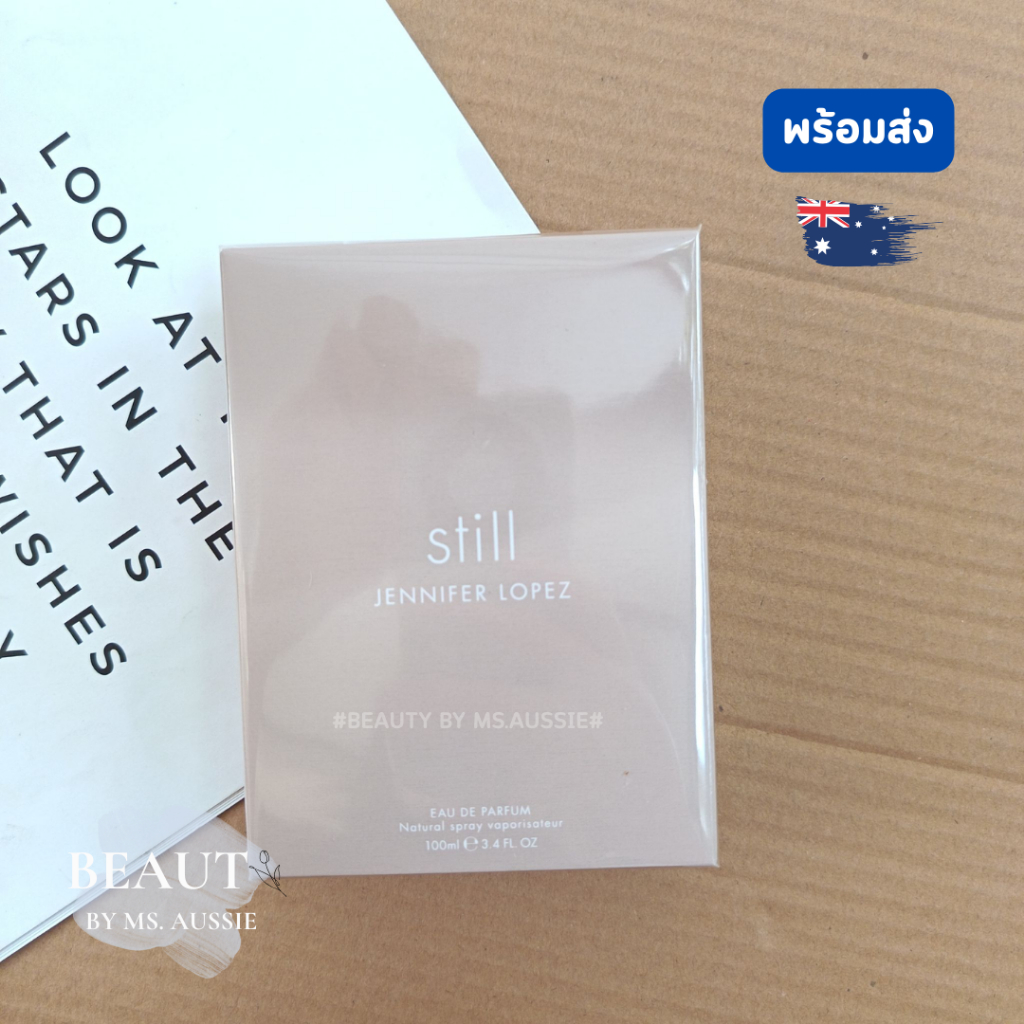 พร้อมส่ง
LOOK AT
STARS IN THE
THAT IS
WISHES
still
JENNIFER LOPEZ
#BEAUTY BY MS.AUSSIE#
EAU DE PARFUM
Natural spray vaporisateur
100ml ℮ 3.4 FL. OZ
BEAUT
BY MS. AUSSIE